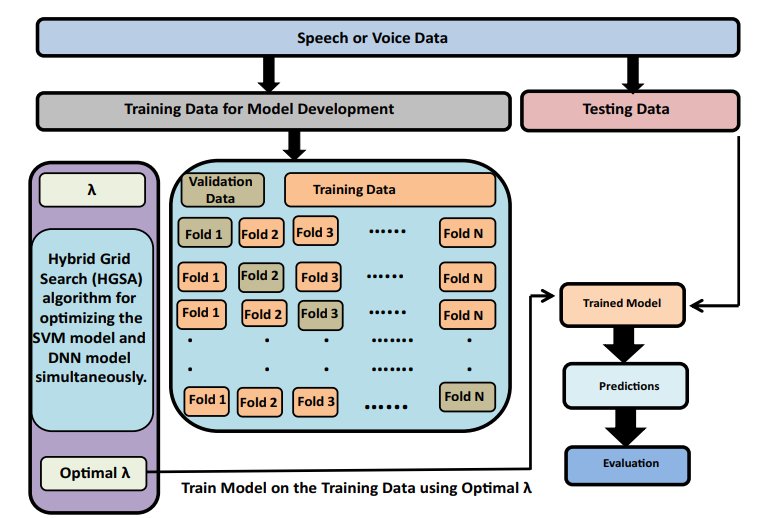 Speech or Voice Data
Training Data for Model Development
Testing Data
λ
Hybrid Grid
Search (HGSA)
algorithm for
optimizing the
SVM model and
DNN model
simultaneously.
Optimal λ
Validation
Data
Training Data
Fold 1 Fold 2 Fold 3 ...... Fold N
Fold 1 Fold 2 Fold 3 ...... Fold N
Fold 1 Fold 2 Fold 3 ...... Fold N
. . . ....... .
. . . ....... .
Fold 1 Fold 2 Fold 3 ...... Fold N
Trained Model
Predictions
Evaluation
Train Model on the Training Data using Optimal λ